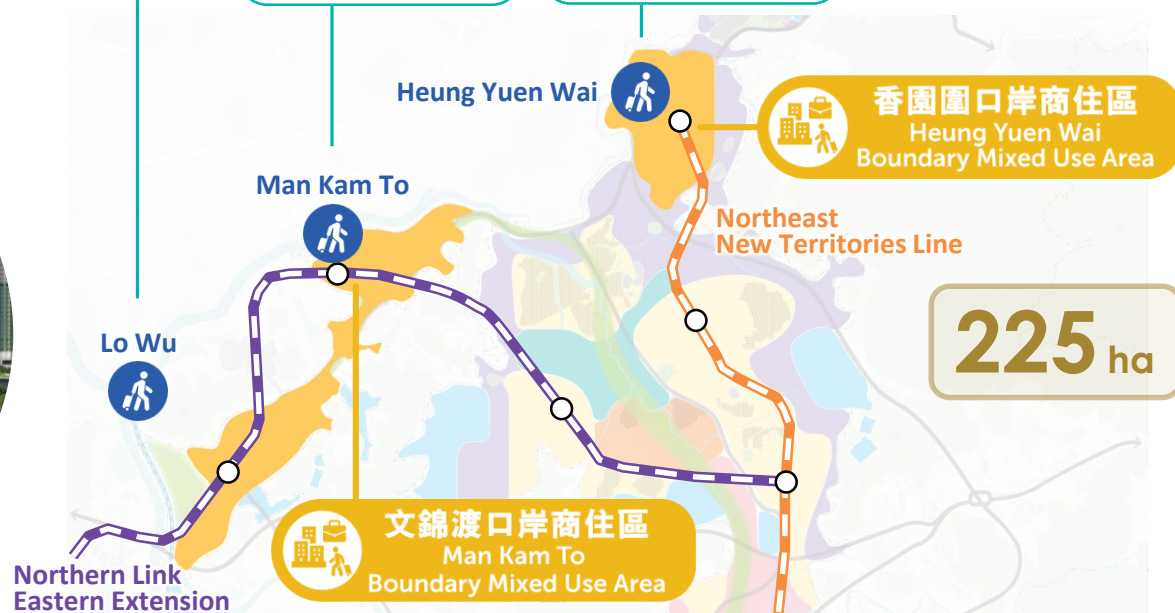 Heung Yuen Wai
香園圍口岸商住區
Heung Yuen Wai
Boundary Mixed Use Area
Man Kam To
Northeast
New Territories Line
225 ha
Lo Wu
文錦渡口岸商住區
Man Kam To
Boundary Mixed Use Area
Northern Link
Eastern Extension